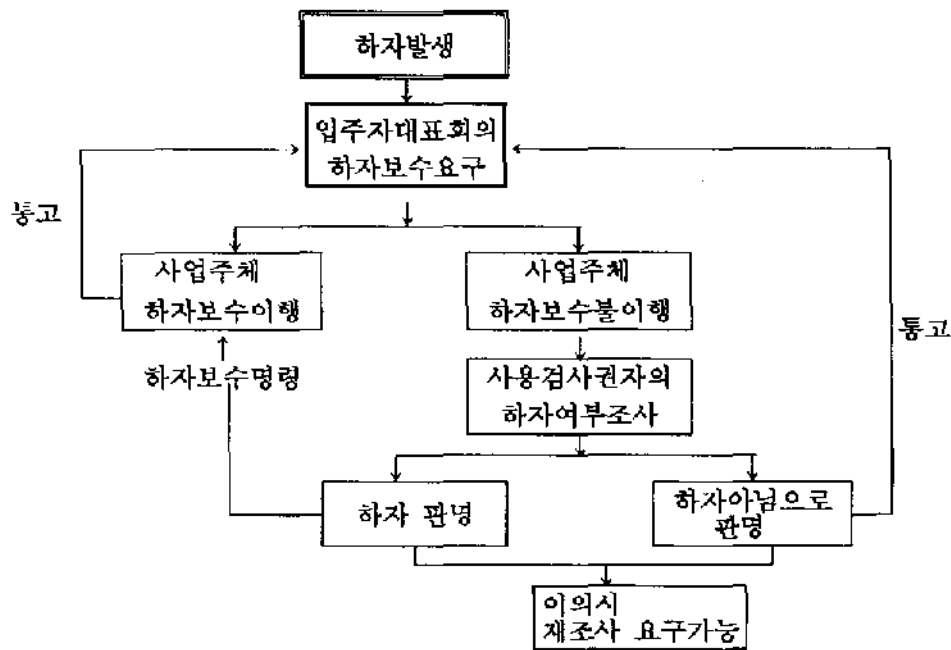 하자발생
입주자대표회의
하자보수요구
통고
사업주체
하자보수이행
사업주체
하자보수불이행
통고
하자보수명령
사용검사권자의
하자여부조사
하자 판명
하자아님으로
판명
이의시
재조사 요구가능